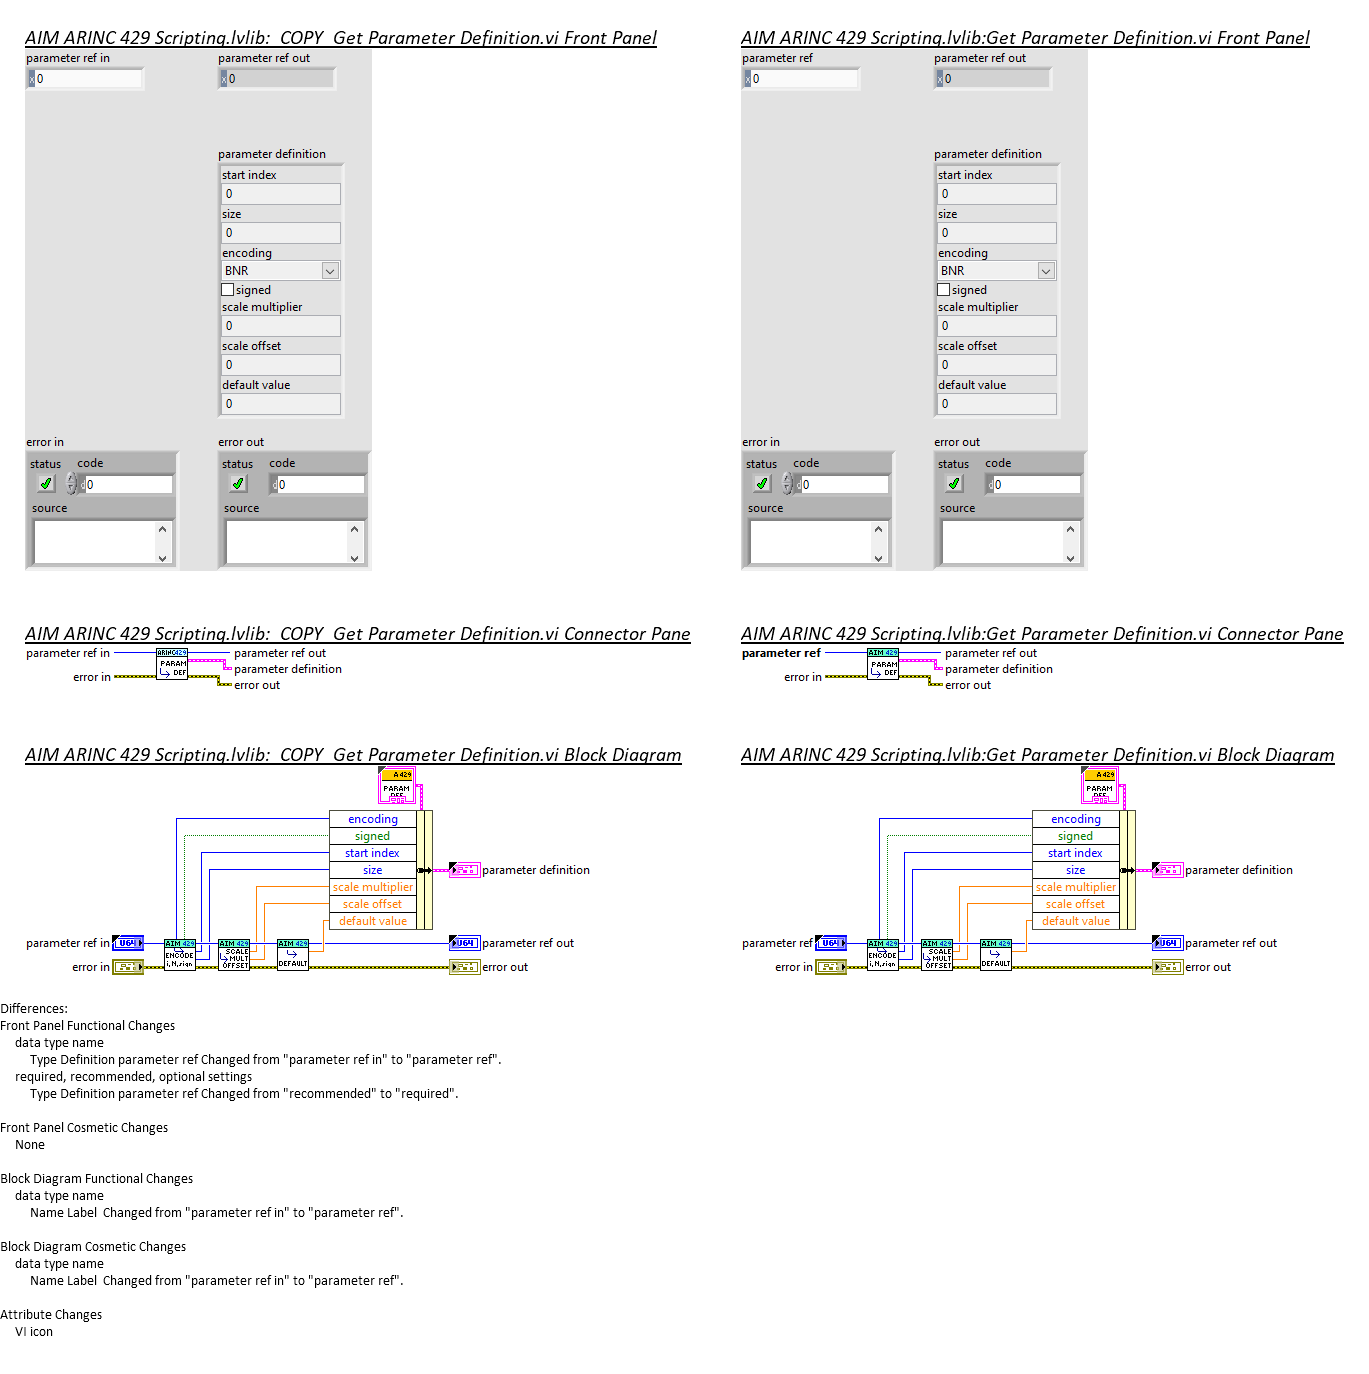 AIM ARINC 429 Scripting.lvlib:_COPY_Get Parameter Definition.vi Front Panel
parameter ref in
parameter ref out
0
0
parameter definition
start index
0
size
0
encoding
BNR
signed
scale multiplier
0
scale offset
0
default value
0
error in
error out
status
code
status
code
d0
d0
source
source
AIM ARINC 429 Scripting.lvlib:Get Parameter Definition.vi Front Panel
parameter ref
parameter ref out
x0
x0
parameter definition
start index
0
size
0
encoding
BNR
signed
scale multiplier
0
scale offset
0
default value
0
error in
error out
status
code
status
code
d0
d0
source
source
AIM ARINC 429 Scripting.lvlib:_COPY_Get Parameter Definition.vi Connector Pane
parameter ref in
error in
ARINC429
PARAM
DEF
parameter ref out
parameter definition
error out
AIM ARINC 429 Scripting.lvlib:Get Parameter Definition.vi Connector Pane
parameter ref
error in
AIM 429
PARAM
DEF
parameter ref out
parameter definition
error out
AIM ARINC 429 Scripting.lvlib:_COPY_Get Parameter Definition.vi Block Diagram
A429
PARAM
DEF
encoding
signed
start index
size
scale multiplier
scale offset
default value
parameter definition
parameter ref in
U64
AIM 429
ENCODE
i,N,sign
AIM 429
SCALE
MULT
OFFSET
AIM 429
DEFAULT
U64
parameter ref out
error in
error out
AIM ARINC 429 Scripting.lvlib:Get Parameter Definition.vi Block Diagram
A429
PARAM
DEF
encoding
signed
start index
size
scale multiplier
scale offset
default value
parameter definition
parameter ref
U64
AIM 429
ENCODE
i,N,sign
AIM 429
SCALE
MULT
OFFSET
AIM 429
DEFAULT
U64
parameter ref out
error in
error out
Differences:
Front Panel Functional Changes
data type name
Type Definition parameter ref Changed from "parameter ref in" to "parameter ref".
required, recommended, optional settings
Type Definition parameter ref Changed from "recommended" to "required".
Front Panel Cosmetic Changes
None
Block Diagram Functional Changes
data type name
Name Label  Changed from "parameter ref in" to "parameter ref".
Block Diagram Cosmetic Changes
data type name
Name Label  Changed from "parameter ref in" to "parameter ref".
Attribute Changes
VI icon